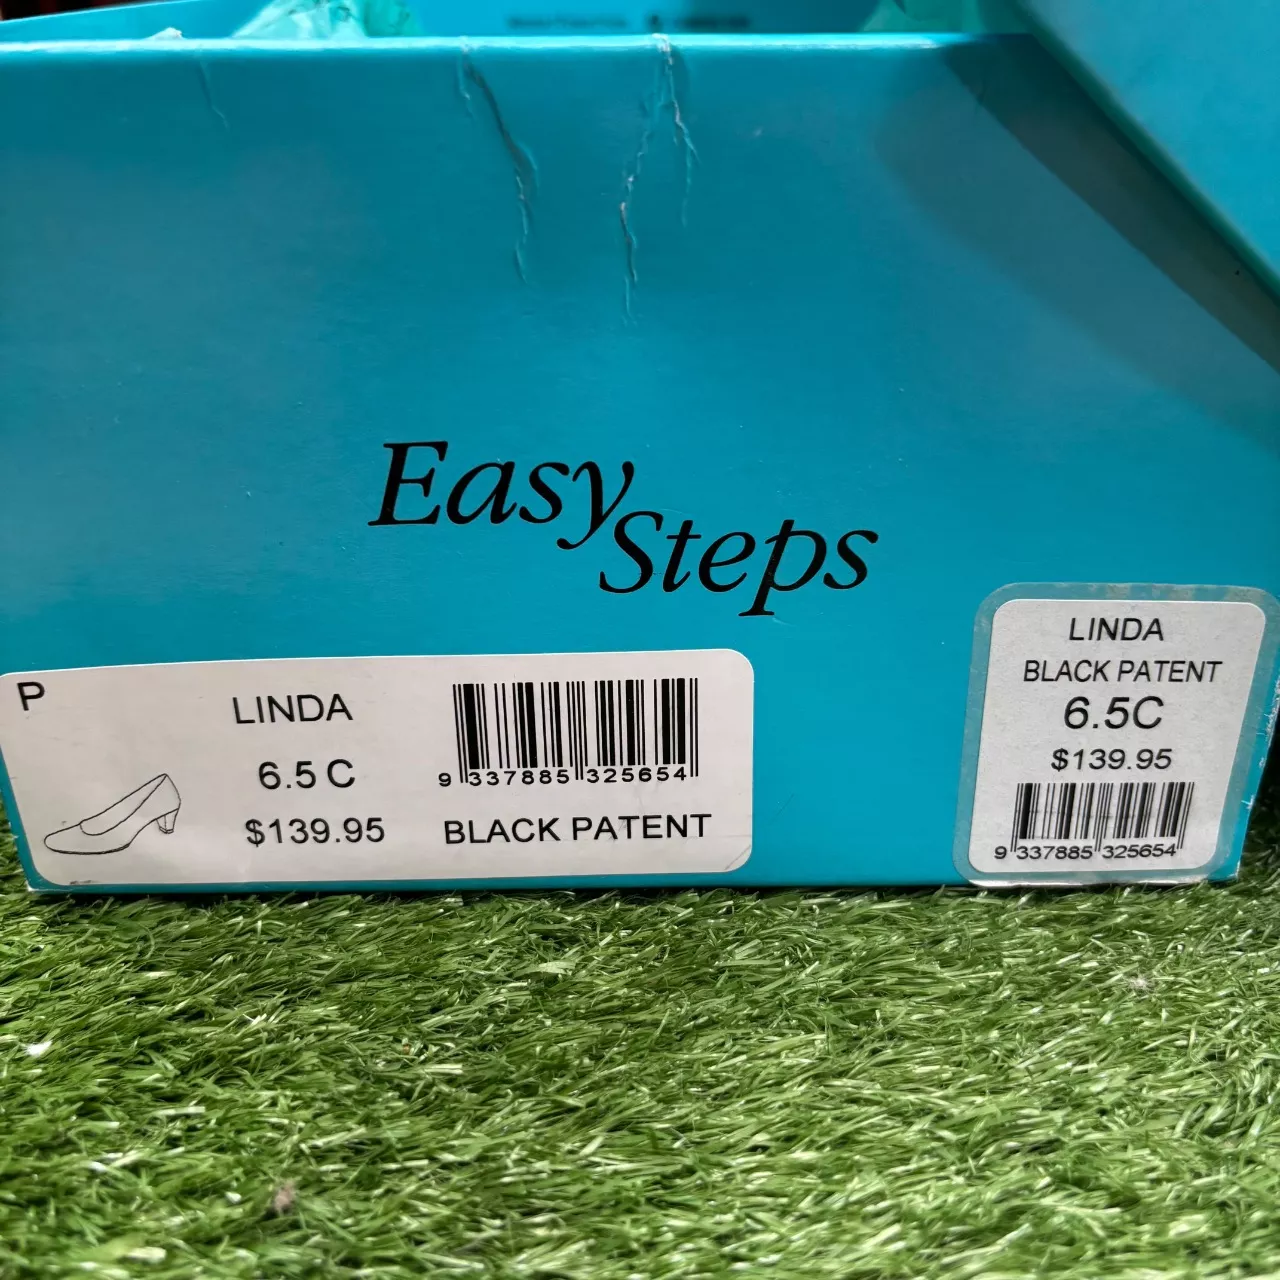 Easy
Steps
P
LINDA
6.5 C
$139.95
9 337885 325654
BLACK PATENT
LINDA
BLACK PATENT
6.5C
$139.95
9 337885 325654